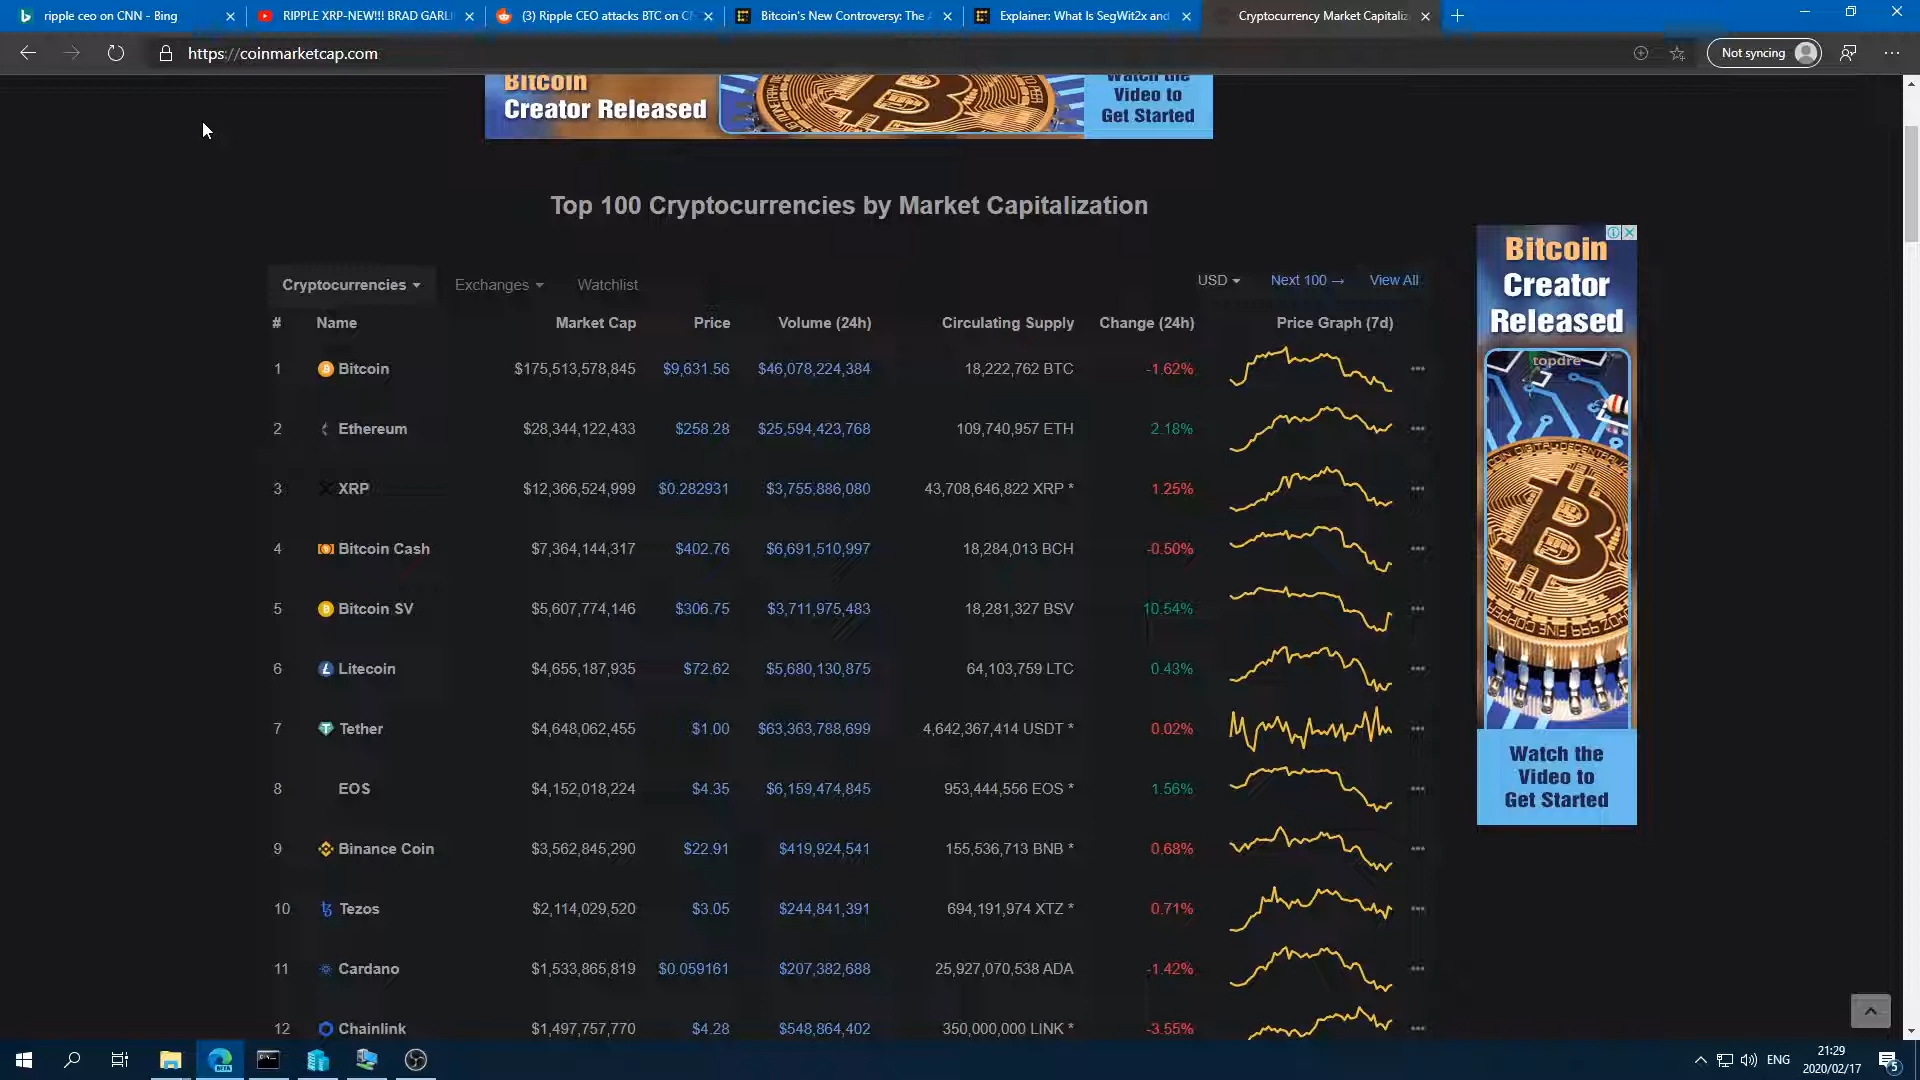 ripple ceo on CNN - Bing
RIPPLE XRP-NEW!!! BRAD GARLI
(3) Ripple CEO attacks BTC on CN
Bitcoin's New Controversy: The A
Explainer: What Is SegWit2x and
Cryptocurrency Market Capitaliz
https://coinmarketcap.com
Not syncing
Bitcoin
Creator Released
Watch the
Video to
Get Started
Top 100 Cryptocurrencies by Market Capitalization
Cryptocurrencies Exchanges Watchlist USD Next 100 → View All
# Name Market Cap Price Volume (24h) Circulating Supply Change (24h) Price Graph (7d)
1 Bitcoin $175,513,578,845 $9,631.56 $46,078,224,384 18,222,762 BTC -1.62%
2 Ethereum $28,344,122,433 $258.28 $25,594,423,768 109,740,957 ETH 2.18%
3 XRP $12,366,524,999 $0.282931 $3,755,886,080 43,708,646,822 XRP * 1.25%
4 Bitcoin Cash $7,364,144,317 $402.76 $6,691,510,997 18,284,013 BCH -0.50%
5 Bitcoin SV $5,607,774,146 $306.75 $3,711,975,483 18,281,327 BSV 10.54%
6 Litecoin $4,655,187,935 $72.62 $5,680,130,875 64,103,759 LTC 0.43%
7 Tether $4,648,062,455 $1.00 $63,363,788,699 4,642,367,414 USDT * 0.02%
8 EOS $4,152,018,224 $4.35 $6,159,474,845 953,444,556 EOS * 1.56%
9 Binance Coin $3,562,845,290 $22.91 $419,924,541 155,536,713 BNB * 0.68%
10 Tezos $2,114,029,520 $3.05 $244,841,391 694,191,974 XTZ * 0.71%
11 Cardano $1,533,865,819 $0.059161 $207,382,688 25,927,070,538 ADA -1.42%
12 Chainlink $1,497,757,770 $4.28 $548,864,402 350,000,000 LINK * -3.55%
Bitcoin
Creator
Released
topdre
Watch the
Video to
Get Started
ENG
21:29
2020/02/17
5